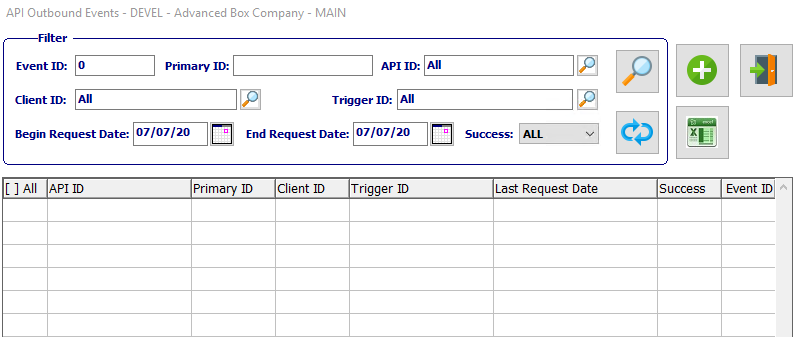 API Outbound Events - DEVEL - Advanced Box Company - MAIN
Filter
Event ID: 0 Primary ID: API ID: All
Client ID: All Trigger ID: All
Begin Request Date: 07/07/20 End Request Date: 07/07/20 Success: ALL
excel
[ ] All API ID Primary ID Client ID Trigger ID Last Request Date Success Event ID